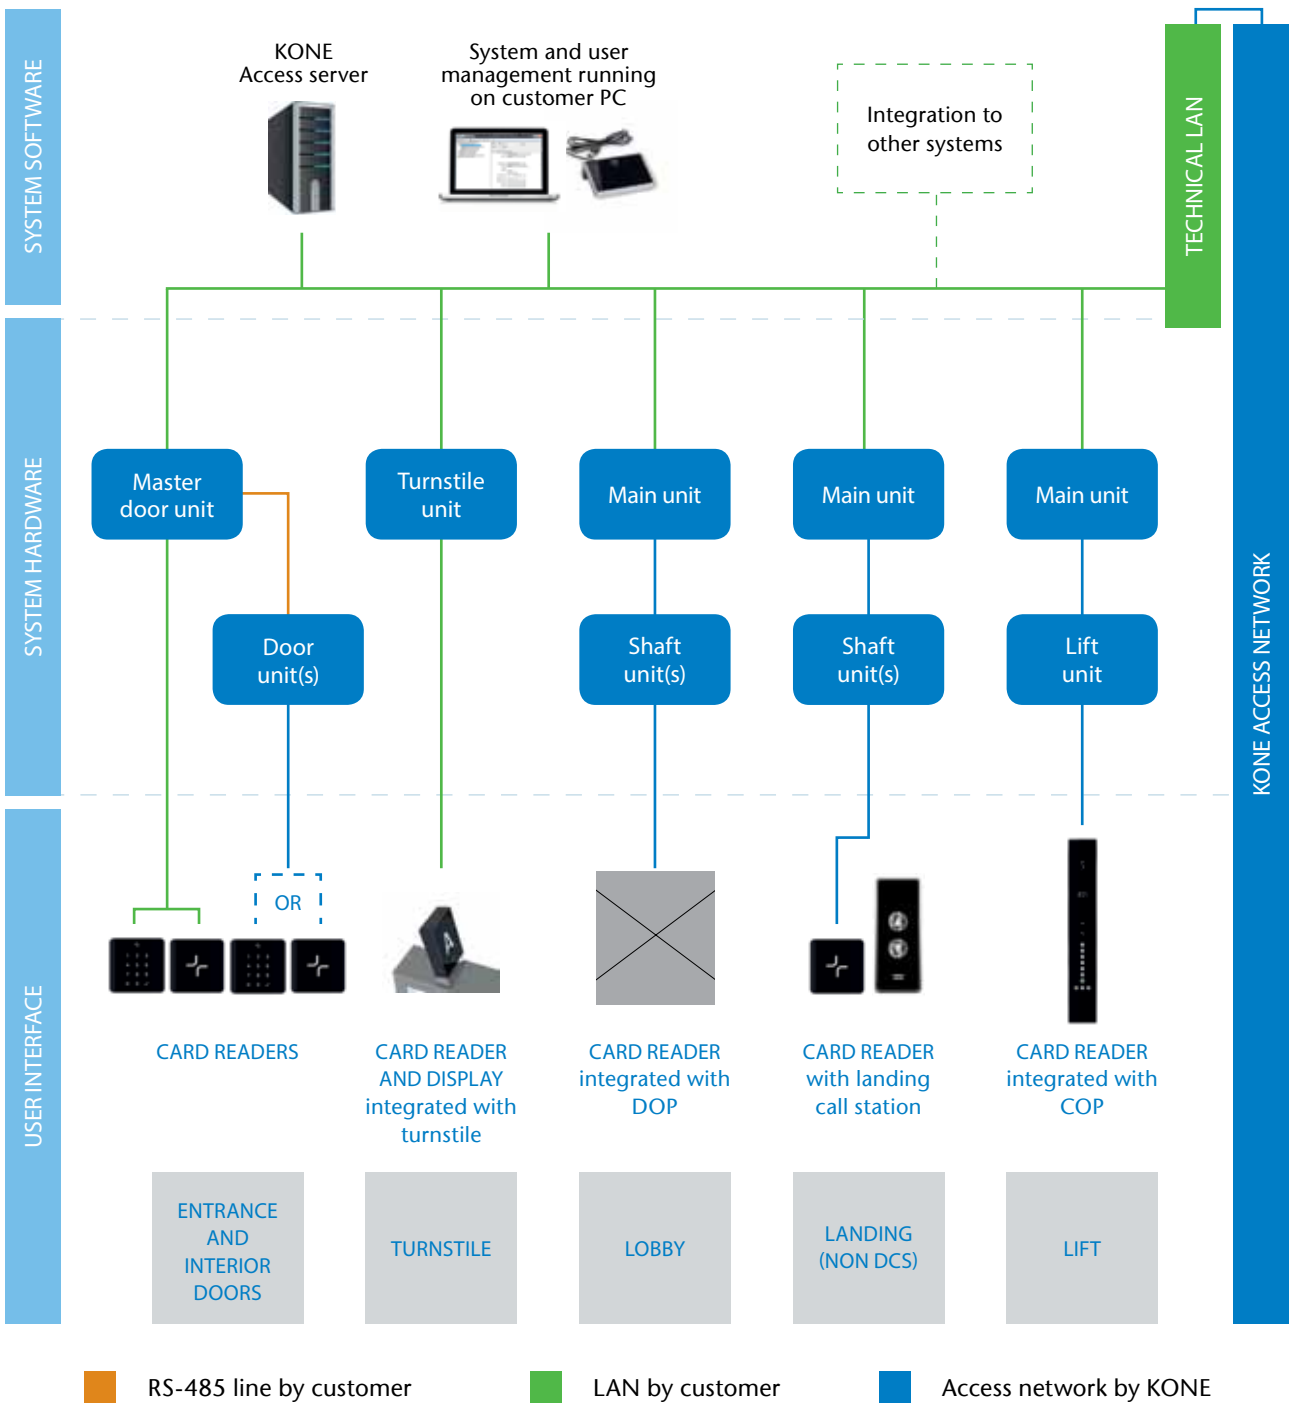 SYSTEM SOFTWARE
KONE
Access server
System and user
management running
on customer PC
Integration to
other systems
TECHNICAL LAN
KONE ACCESS NETWORK
SYSTEM HARDWARE
Master
door unit
Turnstile
unit
Main unit
Main unit
Main unit
Door
unit(s)
Shaft
unit(s)
Shaft
unit(s)
Lift
unit
USER INTERFACE
OR
A
CARD READERS
CARD READER
AND DISPLAY
integrated with
turnstile
CARD READER
integrated with
DOP
CARD READER
with landing
call station
CARD READER
integrated with
COP
ENTRANCE
AND
INTERIOR
DOORS
TURNSTILE
LOBBY
LANDING
(NON DCS)
LIFT
RS-485 line by customer
LAN by customer
Access network by KONE